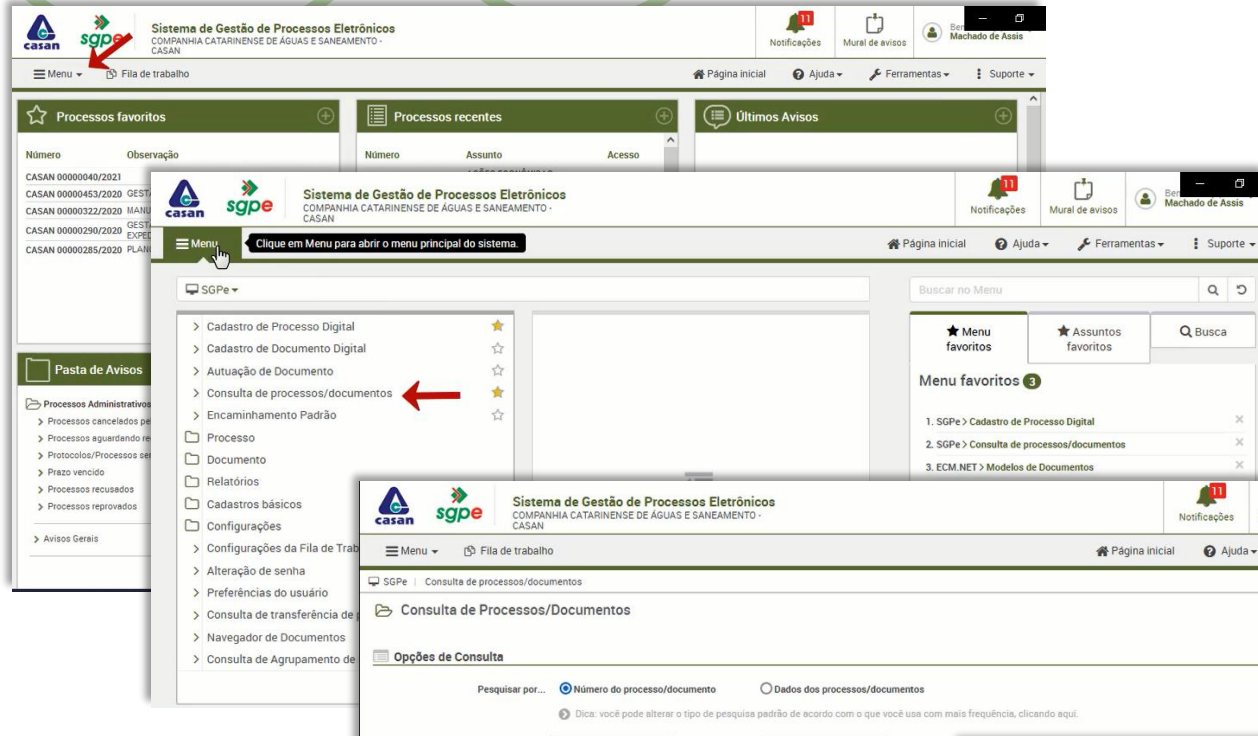 casan
sgpe
Sistema de Gestão de Processos Eletrônicos
COMPANHIA CATARINENSE DE ÁGUAS E SANEAMENTO -
CASAN
11
Notificações
Mural de avisos
Machado de Assis
Menu
Fila de trabalho
Página inicial
Ajuda
Ferramentas
Suporte
Processos favoritos
Número Observação
CASAN 00000040/2021
CASAN 00000453/2020
CASAN 00000322/2020
CASAN 00000290/2020
CASAN 00000285/2020
Processos recentes
Número Assunto Acesso
Últimos Avisos
Pasta de Avisos
Processos Administrativos
Processos cancelados
Processos aguardando
Protocolos/Processos
Prazo vencido
Processos recusados
Processos reprovados
Avisos Gerais
casan
sgpe
Sistema de Gestão de Processos Eletrônicos
COMPANHIA CATARINENSE DE ÁGUAS E SANEAMENTO -
CASAN
11
Notificações
Mural de avisos
Machado de Assis
Menu
Clique em Menu para abrir o menu principal do sistema.
Página inicial
Ajuda
Ferramentas
Suporte
SGPe
Buscar no Menu
Cadastro de Processo Digital
Cadastro de Documento Digital
Autuação de Documento
Consulta de processos/documentos
Encaminhamento Padrão
Processo
Documento
Relatórios
Cadastros básicos
Configurações
Configurações da Fila de Trab
Alteração de senha
Preferências do usuário
Consulta de transferência de
Navegador de Documentos
Consulta de Agrupamento de
Menu
favoritos
Assuntos
favoritos
Busca
Menu favoritos 3
1. SGPe > Cadastro de Processo Digital
2. SGPe > Consulta de processos/documentos
3. ECM.NET > Modelos de Documentos
casan
sgpe
Sistema de Gestão de Processos Eletrônicos
COMPANHIA CATARINENSE DE ÁGUAS E SANEAMENTO -
CASAN
11
Notificações
Menu
Fila de trabalho
Página inicial
Ajuda
SGPe | Consulta de processos/documentos
Consulta de Processos/Documentos
Opções de Consulta
Pesquisar por... Número do processo/documento Dados dos processos/documentos
Dica: você pode alterar o tipo de pesquisa padrão de acordo com o que você usa com mais frequência, clicando aqui.